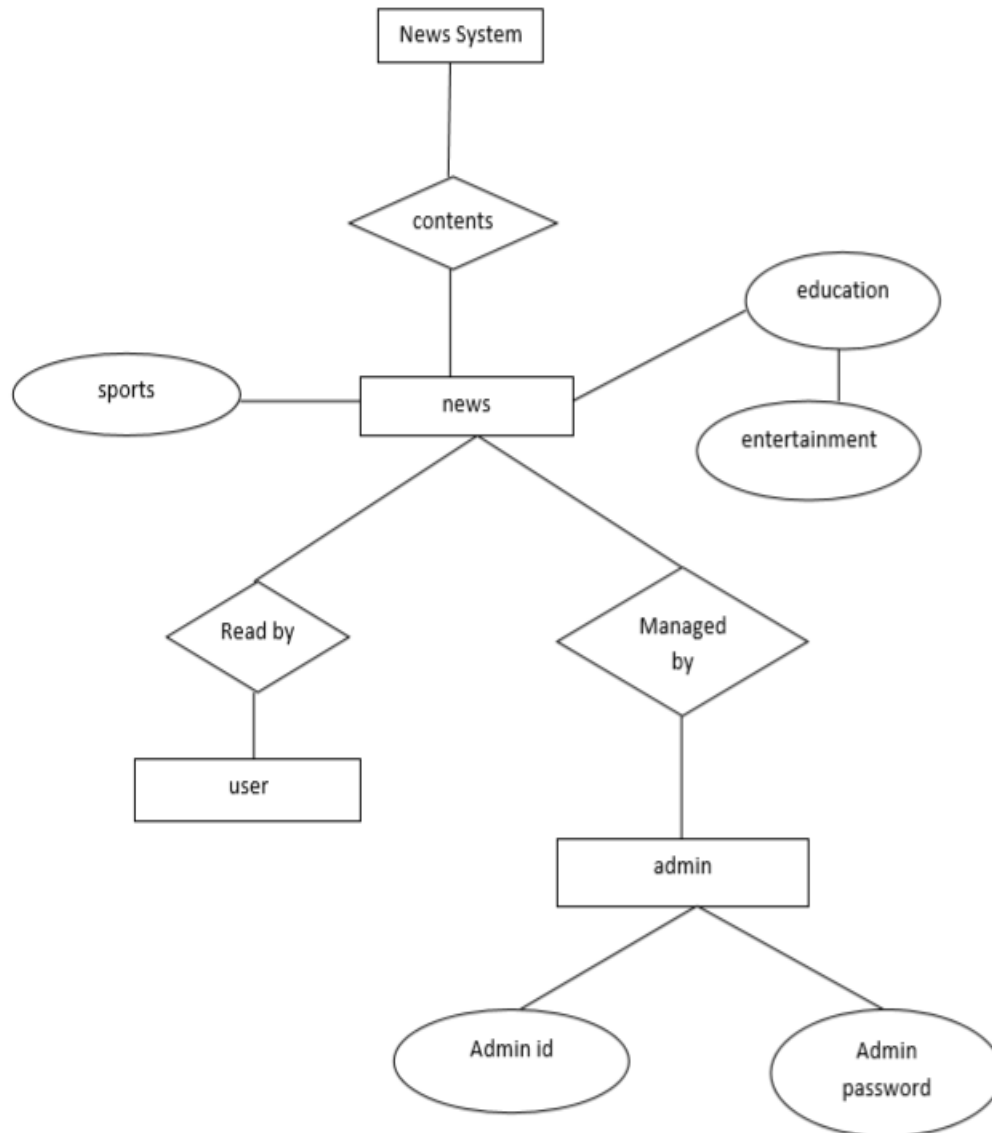 News System
contents
education
sports
news
entertainment
Read by
Managed
by
user
admin
Admin id
Admin
password